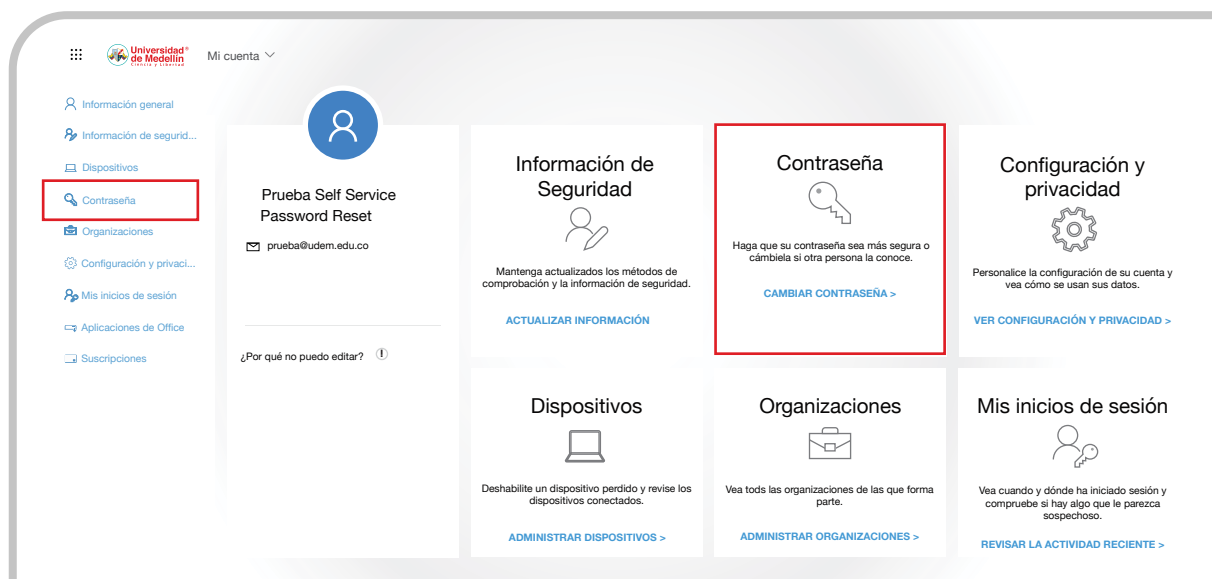 Universidad®
de Medellín
Ciencia y Libertad
Mi cuenta
Información general
Información de segurid...
Dispositivos
Contraseña
Organizaciones
Configuración y privaci...
Mis inicios de sesión
Aplicaciones de Office
Suscripciones
Prueba Self Service
Password Reset
prueba@udem.edu.co
¿Por qué no puedo editar?
Información de
Seguridad
Mantenga actualizados los métodos de
comprobación y la información de seguridad.
ACTUALIZAR INFORMACIÓN
Contraseña
Haga que su contraseña sea más segura o
cámbiela si otra persona la conoce.
CAMBIAR CONTRASEÑA >
Configuración y
privacidad
Personalice la configuración de su cuenta y
vea cómo se usan sus datos.
VER CONFIGURACIÓN Y PRIVACIDAD >
Dispositivos
Deshabilite un dispositivo perdido y revise los
dispositivos conectados.
ADMINISTRAR DISPOSITIVOS >
Organizaciones
Vea tods las organizaciones de las que forma
parte.
ADMINISTRAR ORGANIZACIONES >
Mis inicios de sesión
Vea cuando y dónde ha iniciado sesión y
compruebe si hay algo que le parezca
sospechoso.
REVISAR LA ACTIVIDAD RECIENTE >